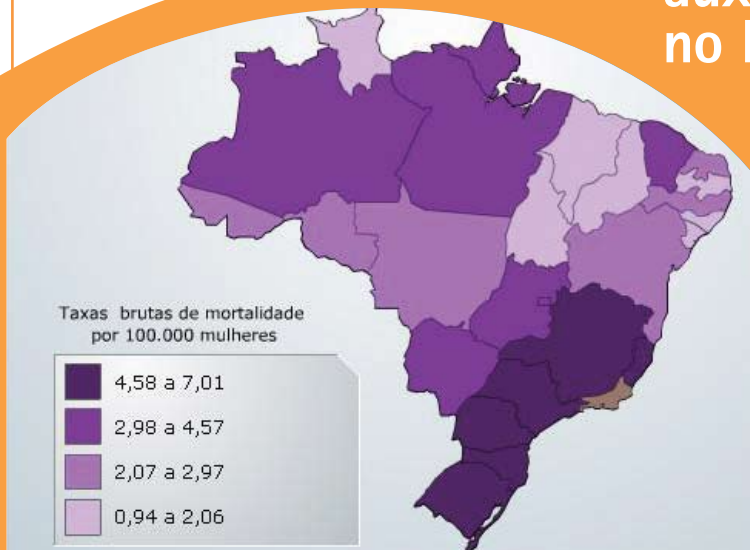 no
Taxas brutas de mortalidade
por 100.000 mulheres
4,58 a 7,01
2,98 a 4,57
2,07 a 2,97
0,94 a 2,06